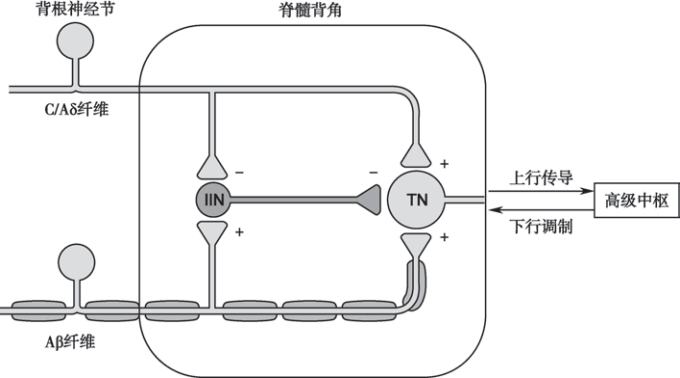 背根神经节
脊髓背角
C/Aδ纤维
−
+
−
IIN
TN
上行传导
高级中枢
下行调制
+
+
Aβ纤维